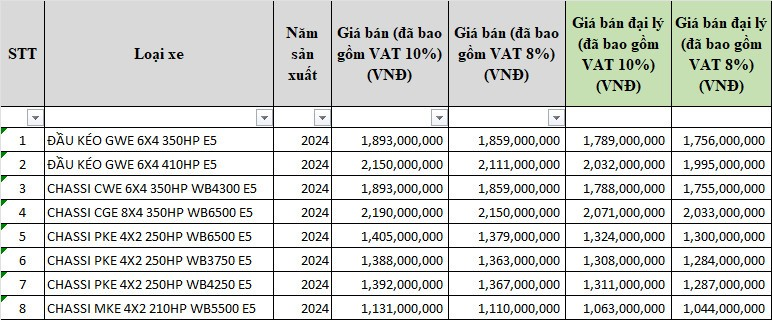 STT Loại xe Năm sản xuất Giá bán (đã bao gồm VAT 10%) (VNĐ) Giá bán (đã bao gồm VAT 8%) (VNĐ) Giá bán đại lý (đã bao gồm VAT 10%) (VNĐ) Giá bán đại lý (đã bao gồm VAT 8%) (VNĐ)
1 ĐẦU KÉO GWE 6X4 350HP E5 2024 1,893,000,000 1,859,000,000 1,789,000,000 1,756,000,000
2 ĐẦU KÉO GWE 6X4 410HP E5 2024 2,150,000,000 2,111,000,000 2,032,000,000 1,995,000,000
3 CHASSI CWE 6X4 350HP WB4300 E5 2024 1,893,000,000 1,859,000,000 1,788,000,000 1,755,000,000
4 CHASSI CGE 8X4 350HP WB6500 E5 2024 2,190,000,000 2,150,000,000 2,071,000,000 2,033,000,000
5 CHASSI PKE 4X2 250HP WB6500 E5 2024 1,405,000,000 1,379,000,000 1,324,000,000 1,300,000,000
6 CHASSI PKE 4X2 250HP WB3750 E5 2024 1,388,000,000 1,363,000,000 1,308,000,000 1,284,000,000
7 CHASSI PKE 4X2 250HP WB4250 E5 2024 1,392,000,000 1,367,000,000 1,311,000,000 1,287,000,000
8 CHASSI MKE 4X2 210HP WB5500 E5 2024 1,131,000,000 1,110,000,000 1,063,000,000 1,044,000,000